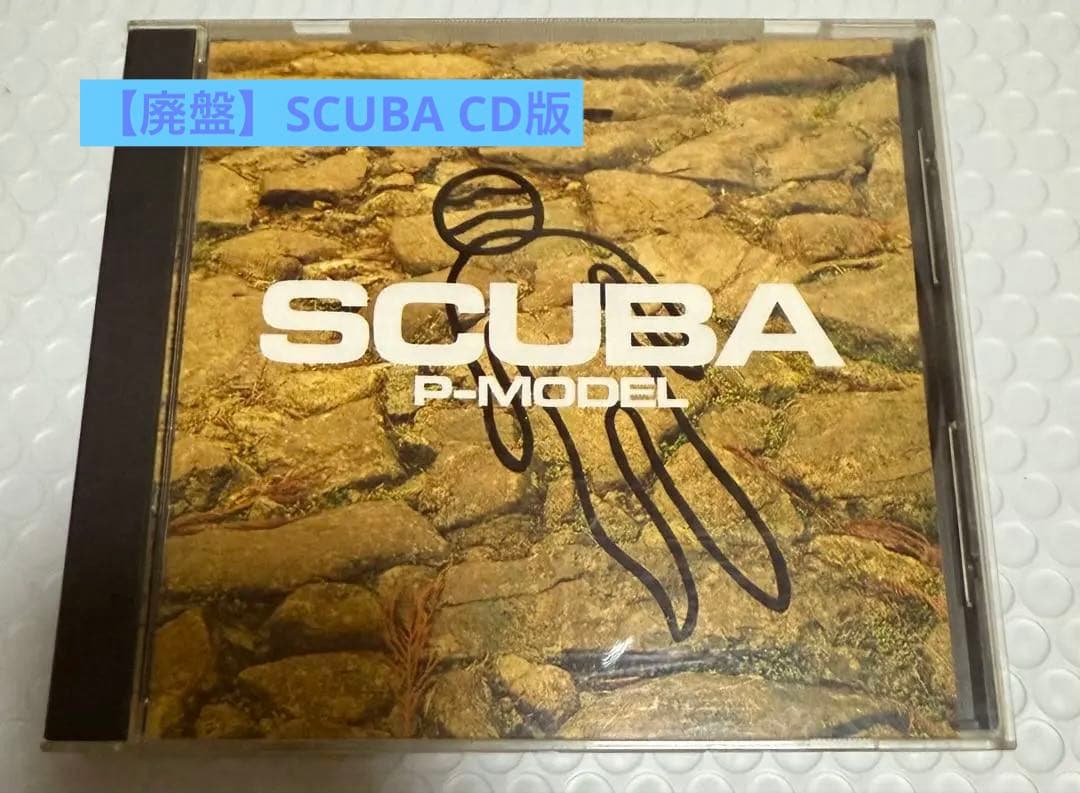 【廃盤】SCUBA CD版
SCUBA
P-MODEL